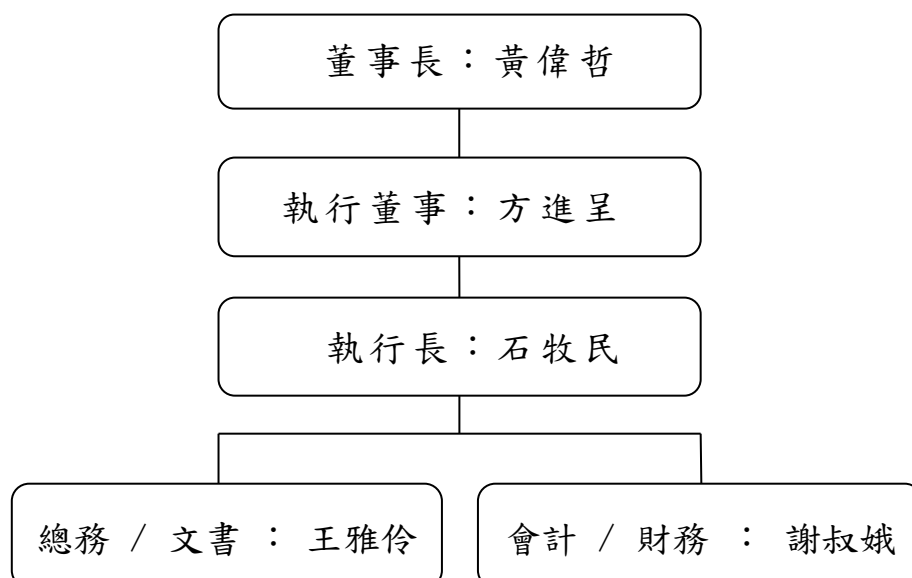 董事長：黃偉哲
執行董事：方進呈
執行長：石牧民
總務 / 文書 ： 王雅伶
會計 / 財務 ： 謝叔娥